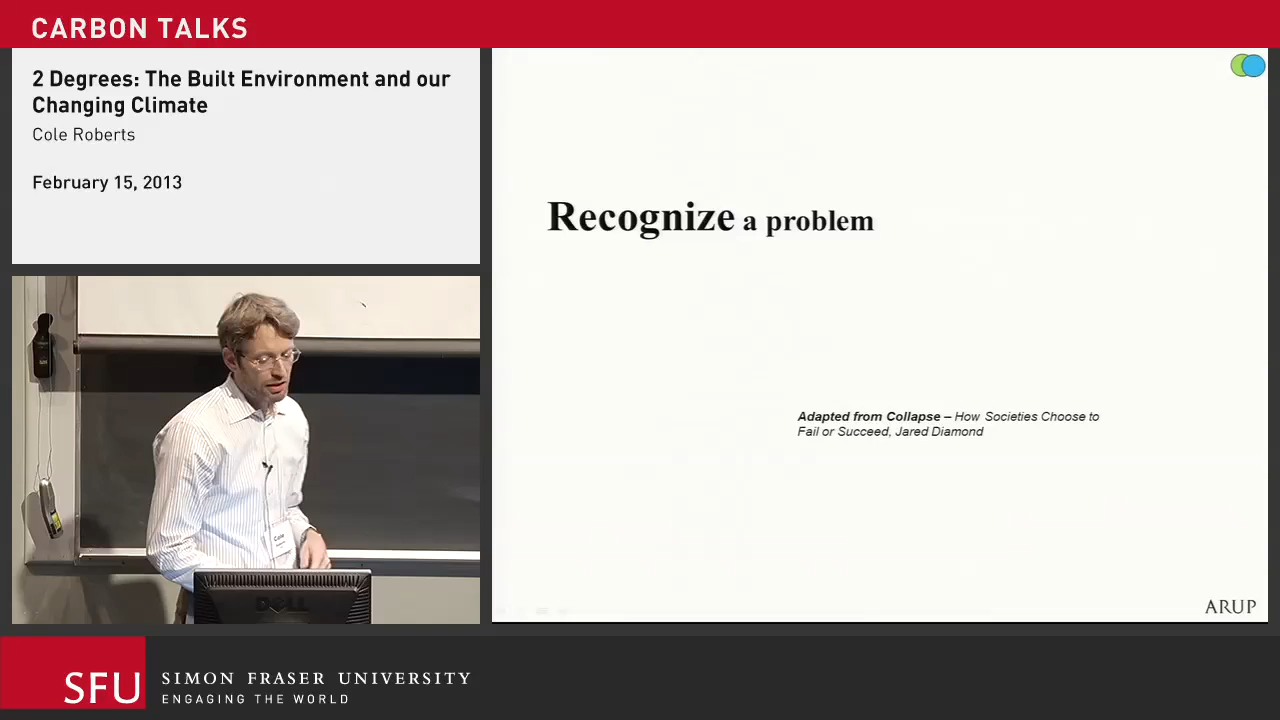 CARBON TALKS
2 Degrees: The Built Environment and our
Changing Climate
Cole Roberts
February 15, 2013
Recognize a problem
Adapted from Collapse – How Societies Choose to
Fail or Succeed, Jared Diamond
ARUP
Cole
DELL
SFU
SIMON FRASER UNIVERSITY
ENGAGING THE WORLD